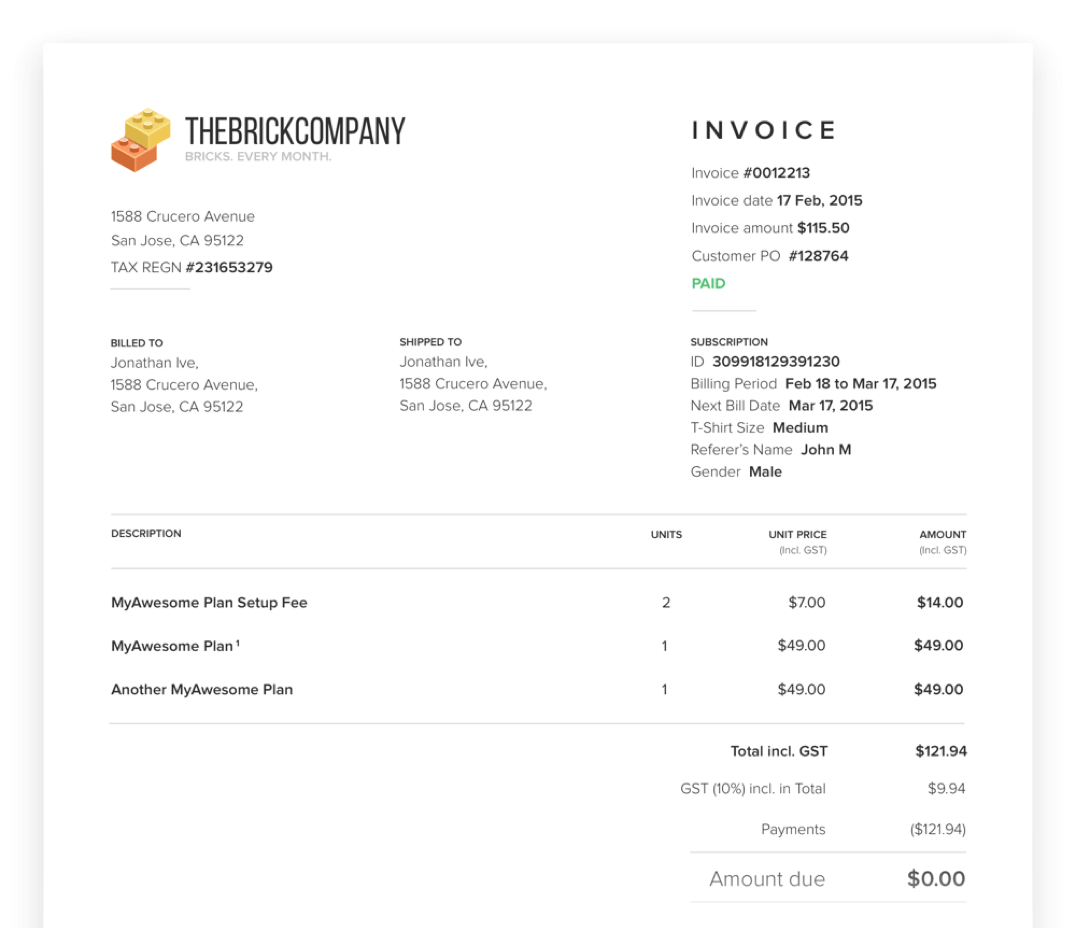 THEBRICKCOMPANY
BRICKS. EVERY MONTH.
1588 Crucero Avenue
San Jose, CA 95122
TAX REGN #231653279
INVOICE
Invoice #0012213
Invoice date 17 Feb, 2015
Invoice amount $115.50
Customer PO #128764
PAID
BILLED TO
Jonathan Ive,
1588 Crucero Avenue,
San Jose, CA 95122
SHIPPED TO
Jonathan Ive,
1588 Crucero Avenue,
San Jose, CA 95122
SUBSCRIPTION
ID 309918129391230
Billing Period Feb 18 to Mar 17, 2015
Next Bill Date Mar 17, 2015
T-Shirt Size Medium
Referer's Name John M
Gender Male
DESCRIPTION UNITS UNIT PRICE AMOUNT
(Incl. GST) (Incl. GST)
MyAwesome Plan Setup Fee 2 $7.00 $14.00
MyAwesome Plan ¹ 1 $49.00 $49.00
Another MyAwesome Plan 1 $49.00 $49.00
Total incl. GST $121.94
GST (10%) incl. in Total $9.94
Payments ($121.94)
Amount due $0.00